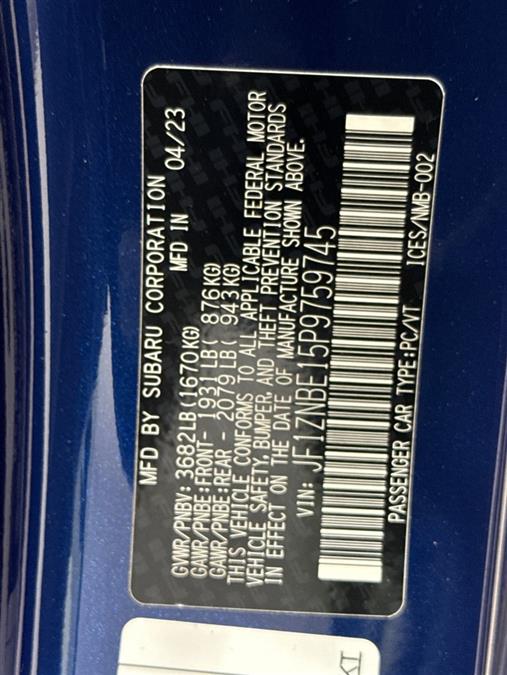 MFD BY SUBARU CORPORATION
MFD IN 04/23
GVWR/PNBV: 3682LB(1670KG)
GAWR/PNBE:FRONT- 1931LB( 876KG)
GAWR/PNBE:REAR - 2079LB( 943KG)
THIS VEHICLE CONFORMS TO ALL APPLICABLE FEDERAL MOTOR
VEHICLE SAFETY,BUMPER,AND THEFT PREVENTION STANDARDS
IN EFFECT ON THE DATE OF MANUFACTURE SHOWN ABOVE.
VIN: JF1ZNBE15P9759745
PASSENGER CAR TYPE:PC/VT ICES/NMB-002